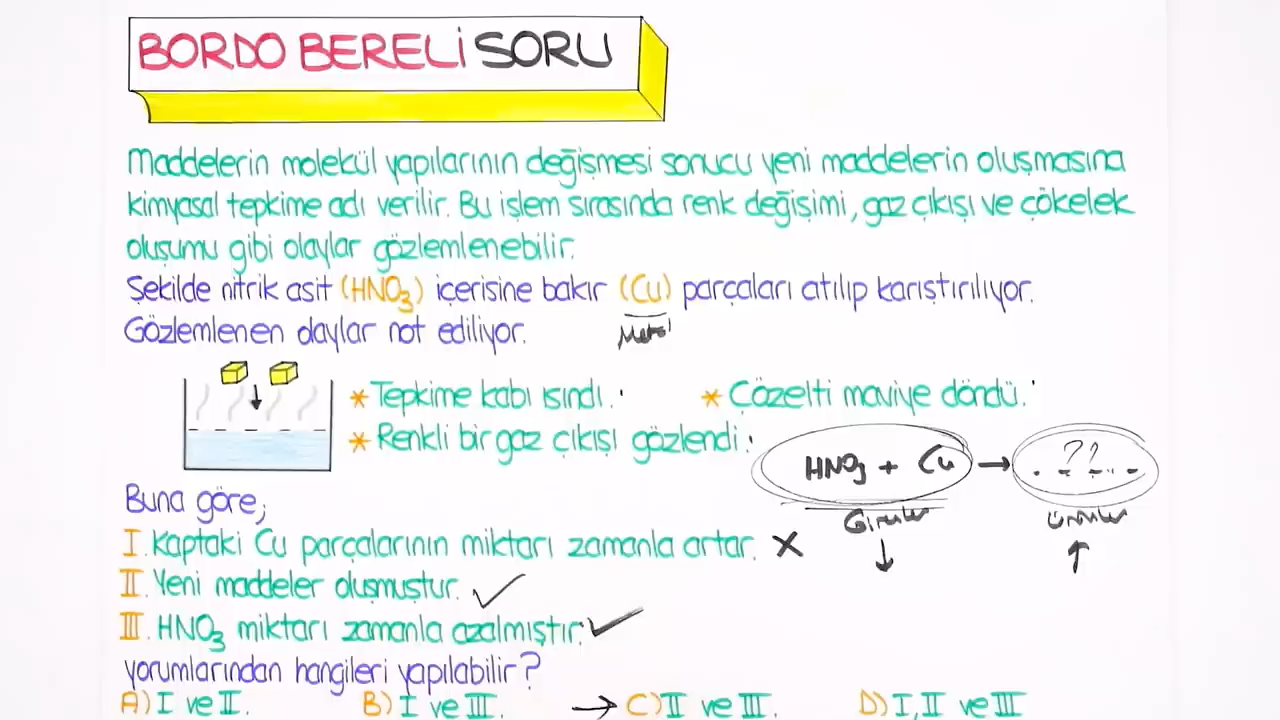 BORDO BERELİ SORU
Maddelerin molekül yapılarının değişmesi sonucu yeni maddelerin oluşmasına
kimyasal tepkime adı verilir. Bu işlem sırasında renk değişimi, gaz çıkışı ve çökelek
oluşumu gibi olaylar gözlemlenebilir.
Şekilde nitrik asit (HNO₃) içerisine bakır (Cu) parçaları atılıp karıştırılıyor.
Gözlemlenen olaylar not ediliyor.
Metal
* Tepkime kabı ısındı.
* Çözelti maviye döndü.
* Renkli bir gaz çıkışı gözlendi.
HNO₃ + Cu → ??
Girenler ↓
Ürünler ↑
Buna göre;
I. Kaptaki Cu parçalarının miktarı zamanla artar. X
II. Yeni maddeler oluşmuştur. ✓
III. HNO₃ miktarı zamanla azalmıştır. ✓
yorumlarından hangileri yapılabilir?
A) I ve II. B) I ve III. → C) II ve III. D) I, II ve III